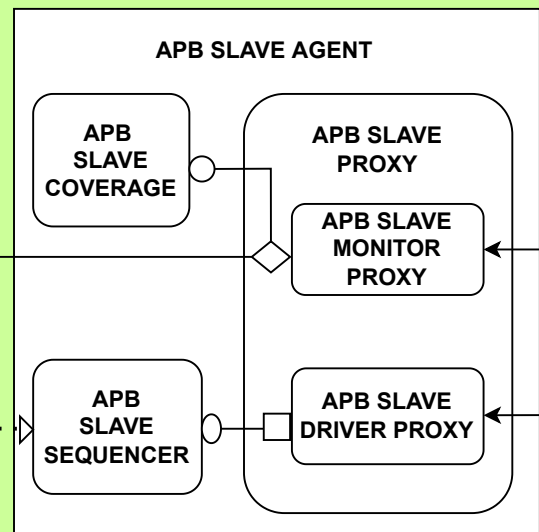 APB SLAVE AGENT
APB
SLAVE
COVERAGE
APB SLAVE
PROXY
APB SLAVE
MONITOR
PROXY
APB
SLAVE
SEQUENCER
APB SLAVE
DRIVER PROXY